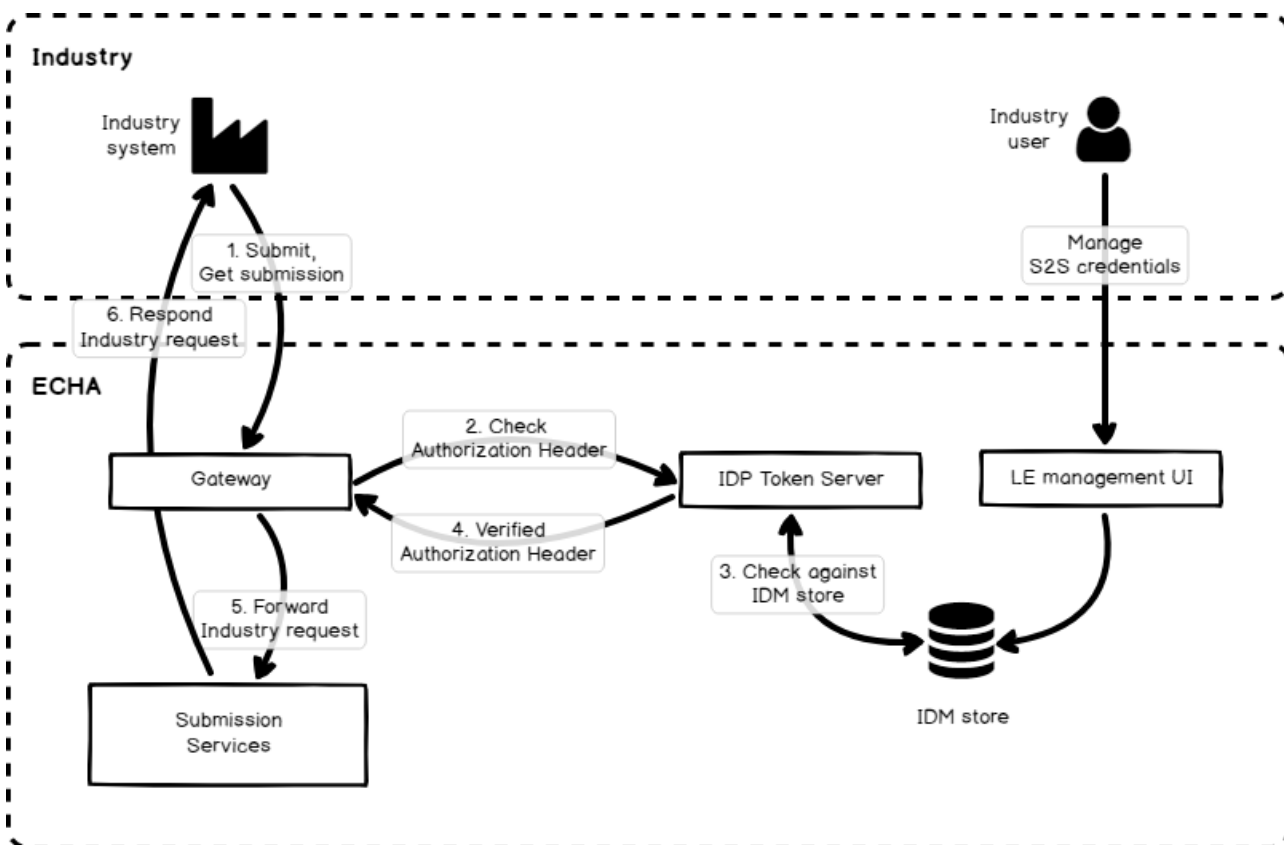 Industry
Industry
system
Industry
user
1. Submit,
Get submission
Manage
S2S credentials
6. Respond
Industry request
ECHA
2. Check
Authorization Header
Gateway
IDP Token Server
LE management UI
4. Verified
Authorization Header
3. Check against
IDM store
5. Forward
Industry request
Submission
Services
IDM store